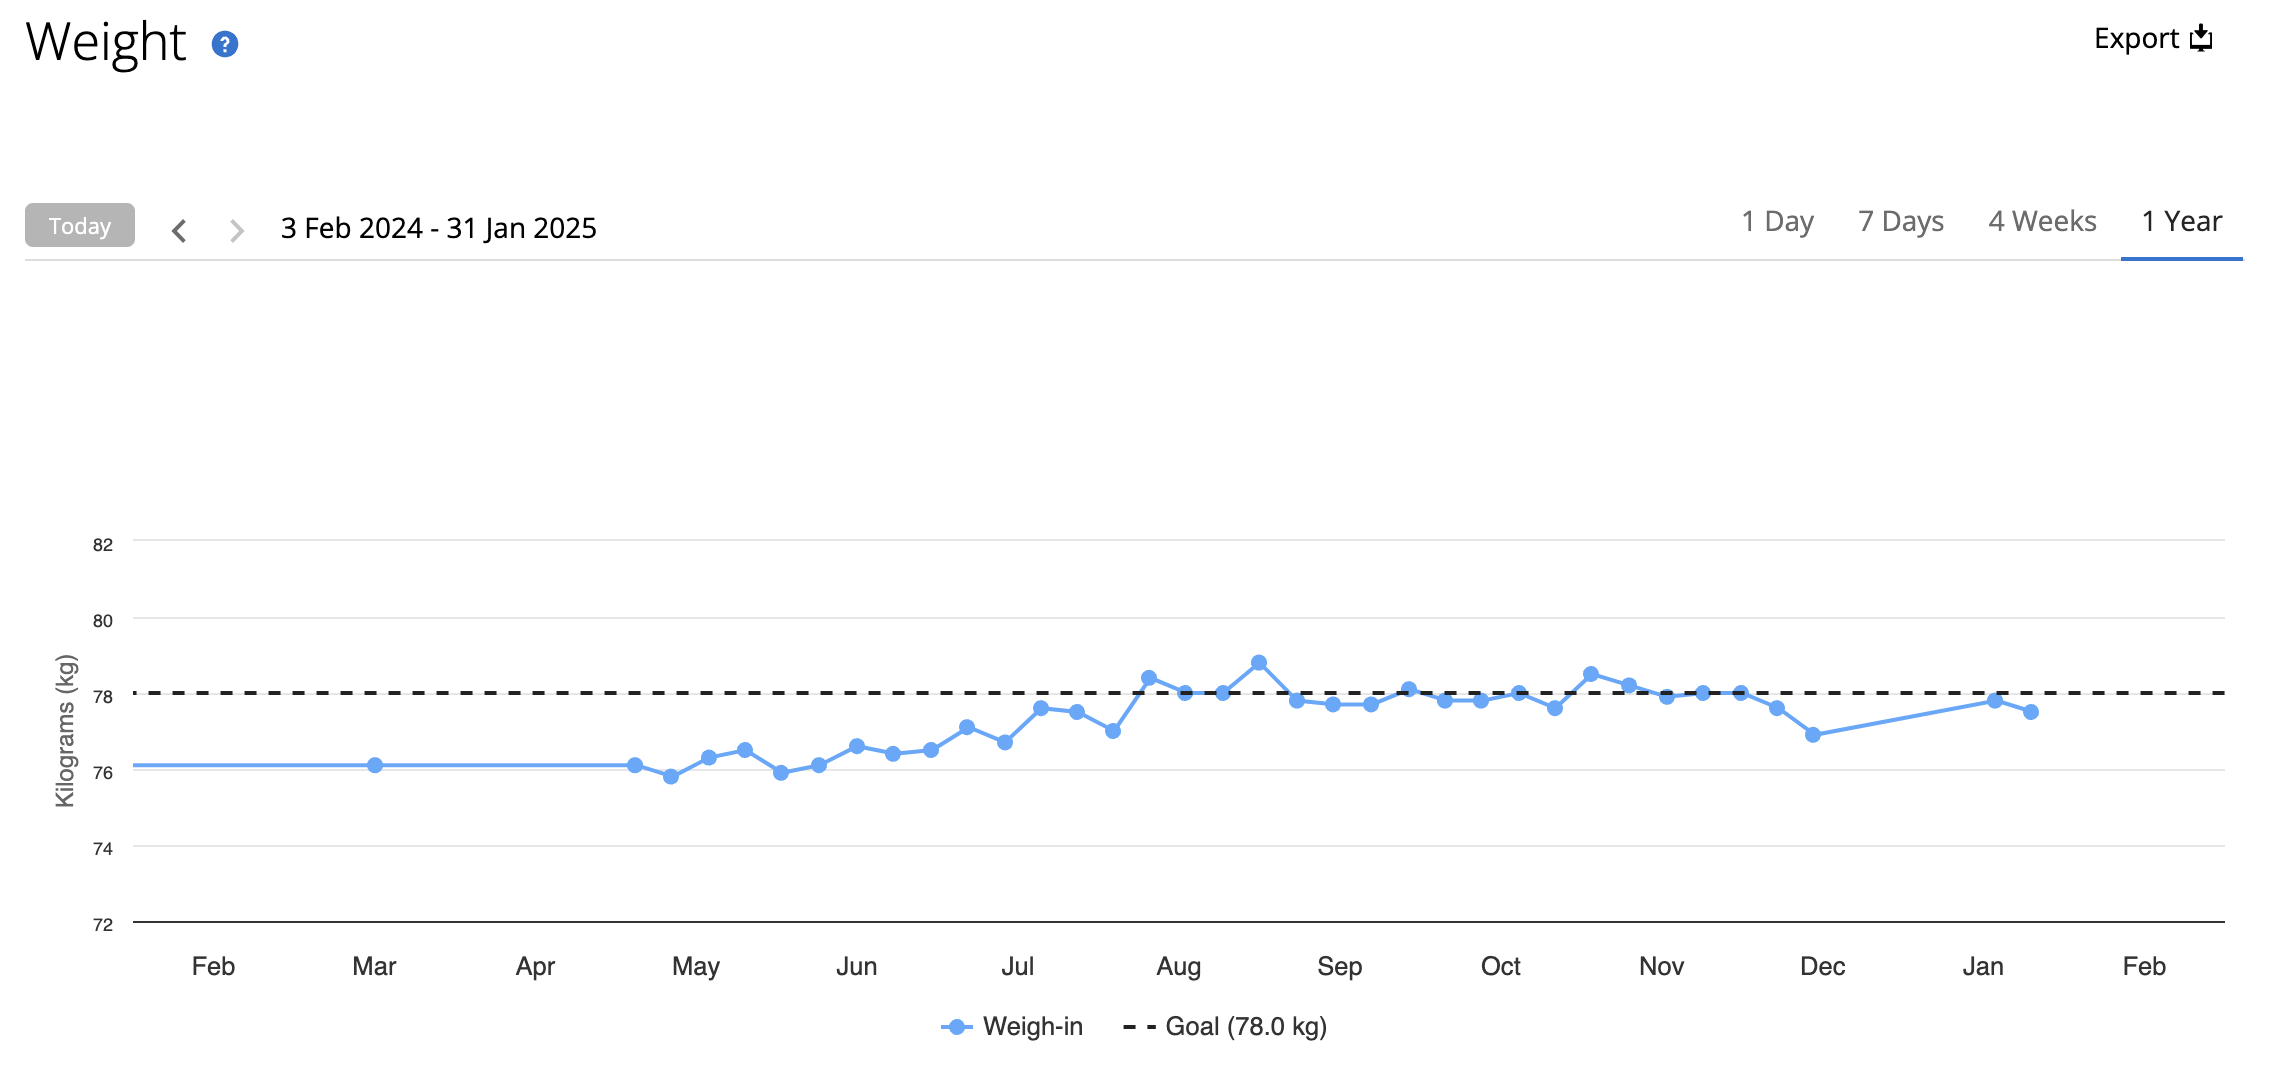 Weight ?
Export
Today
3 Feb 2024 - 31 Jan 2025
1 Day 7 Days 4 Weeks 1 Year
82
80
78
76
74
72
Kilograms (kg)
Feb Mar Apr May Jun Jul Aug Sep Oct Nov Dec Jan Feb
Weigh-in Goal (78.0 kg)